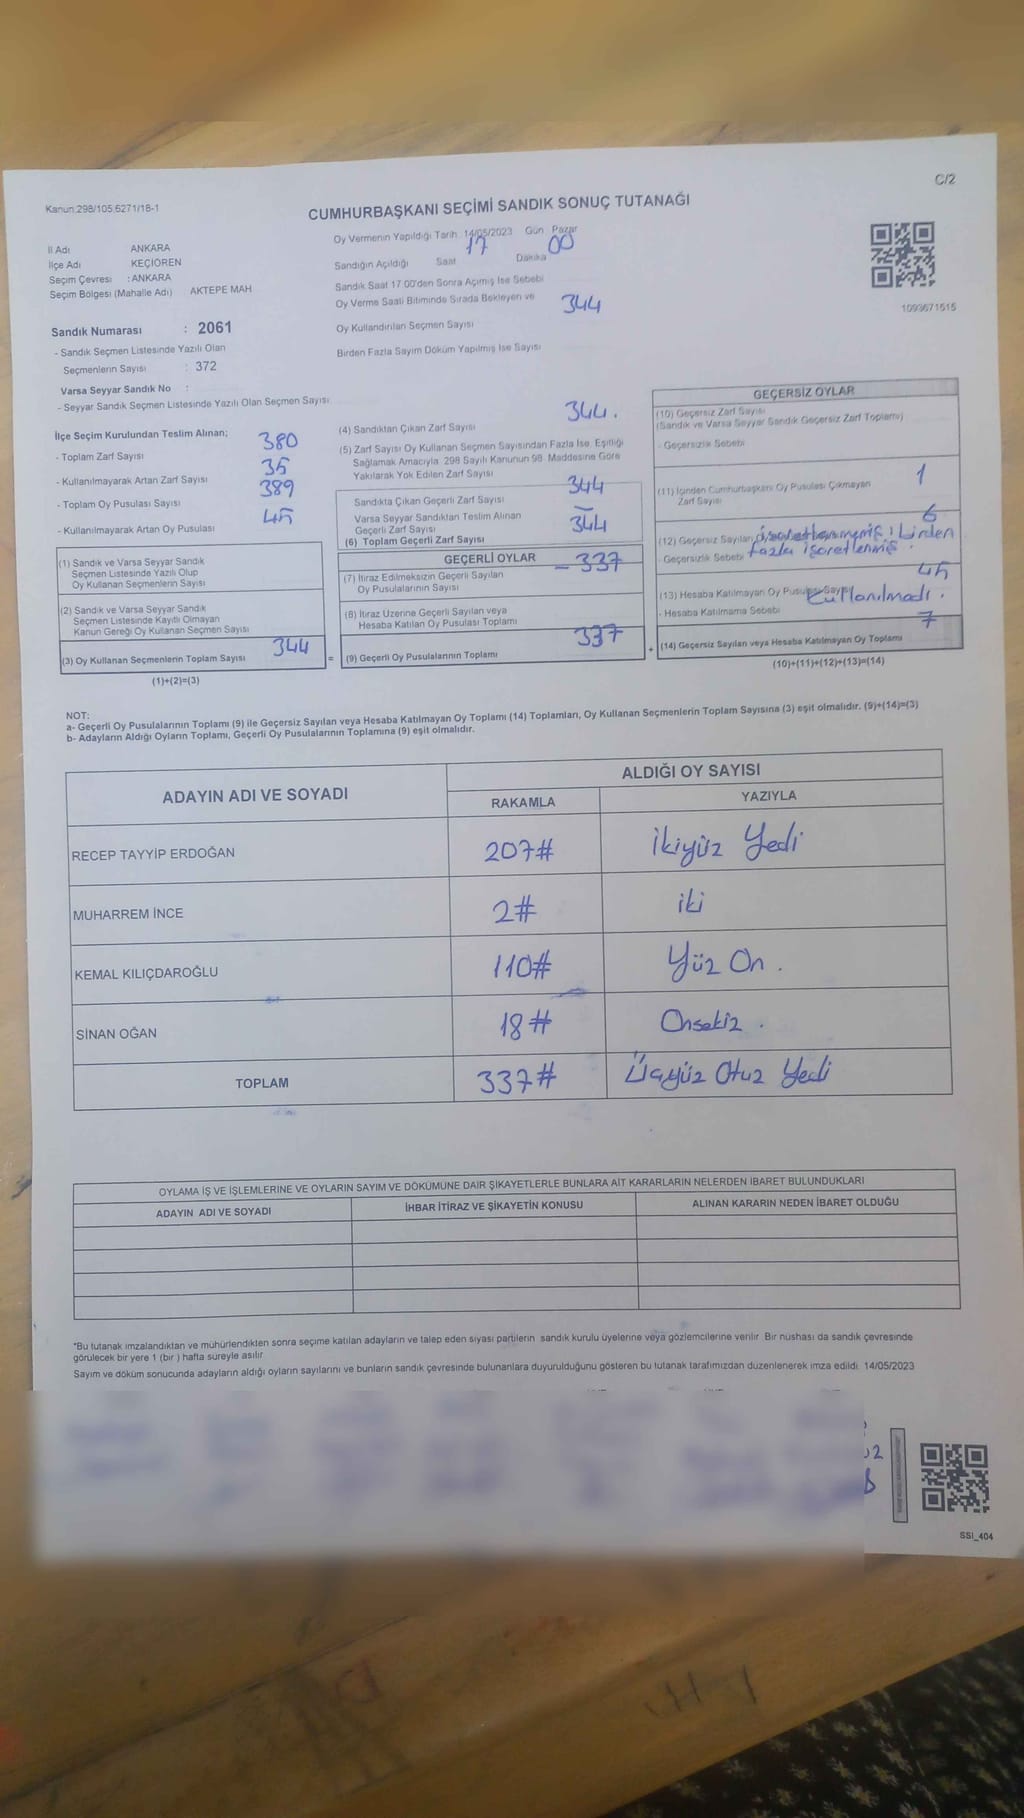 C/2
Kanun.298/105,6271/18-1
CUMHURBAŞKANI SEÇİMİ SANDIK SONUÇ TUTANAĞI
İl Adı ANKARA
İlçe Adı KEÇİÖREN
Seçim Çevresi : ANKARA
Seçim Bölgesi (Mahalle Adı) AKTEPE MAH
Oy Vermenin Yapıldığı Tarih 14/05/2023 Gün Pazar
Sandığın Açıldığı Saat 17 Dakika 00
Sandık Saat 17.00'den Sonra Açımış İse Sebebi
Oy Verme Saati Bitiminde Sırada Bekleyen ve
Oy Kullandırılan Seçmen Sayısı 344
Birden Fazla Sayım Döküm Yapılmış İse Sayısı
1093671515
Sandık Numarası : 2061
- Sandık Seçmen Listesinde Yazılı Olan
Seçmenlerin Sayısı : 372
Varsa Seyyar Sandık No :
- Seyyar Sandık Seçmen Listesinde Yazılı Olan Seçmen Sayısı
İlçe Seçim Kurulundan Teslim Alınan;
- Toplam Zarf Sayısı 380
- Kullanılmayarak Artan Zarf Sayısı 35
- Toplam Oy Pusulası Sayısı 389
- Kullanılmayarak Artan Oy Pusulası 45
(1) Sandık ve Varsa Seyyar Sandık
Seçmen Listesinde Yazılı Olup
Oy Kullanan Seçmenlerin Sayısı
(2) Sandık ve Varsa Seyyar Sandık
Seçmen Listesinde Kayıtlı Olmayan
Kanun Gereği Oy Kullanan Seçmen Sayısı
(3) Oy Kullanan Seçmenlerin Toplam Sayısı 344
(1)+(2)=(3)
=
(4) Sandıktan Çıkan Zarf Sayısı 344.
(5) Zarf Sayısı Oy Kullanan Seçmen Sayısından Fazla İse, Eşitliği
Sağlamak Amacıyla, 298 Sayılı Kanunun 98. Maddesine Göre
Yakılarak Yok Edilen Zarf Sayısı
Sandıkta Çıkan Geçerli Zarf Sayısı 344
Varsa Seyyar Sandıktan Teslim Alınan
Geçerli Zarf Sayısı –
(6) Toplam Geçerli Zarf Sayısı 344
GEÇERLİ OYLAR
(7) İtiraz Edilmeksizin Geçerli Sayılan
Oy Pusulalarının Sayısı – 337
(8) İtiraz Üzerine Geçerli Sayılan veya
Hesaba Katılan Oy Pusulası Toplamı
(9) Geçerli Oy Pusulalarının Toplamı 337
+
GEÇERSİZ OYLAR
(10) Geçersiz Zarf Sayısı
(Sandık ve Varsa Seyyar Sandık Geçersiz Zarf Toplamı)
- Geçersizlik Sebebi
(11) İçinden Cumhurbaşkanı Oy Pusulası Çıkmayan
Zarf Sayısı 1
(12) Geçersiz Sayılan 6
- Geçersizlik Sebebi birden
fazla işaretlenmiş.
(13) Hesaba Katılmayan Oy Pusulası Sayısı 45
- Hesaba Katılmama Sebebi Kullanılmadı.
(14) Geçersiz Sayılan veya Hesaba Katılmayan Oy Toplamı 7
(10)+(11)+(12)+(13)=(14)
NOT:
a- Geçerli Oy Pusulalarının Toplamı (9) ile Geçersiz Sayılan veya Hesaba Katılmayan Oy Toplamı (14) Toplamları, Oy Kullanan Seçmenlerin Toplam Sayısına (3) eşit olmalıdır. (9)+(14)=(3)
b- Adayların Aldığı Oyların Toplamı, Geçerli Oy Pusulalarının Toplamına (9) eşit olmalıdır.
ADAYIN ADI VE SOYADI
ALDIĞI OY SAYISI
RAKAMLA YAZIYLA
RECEP TAYYİP ERDOĞAN 207# İkiyüz Yedi
MUHARREM İNCE 2# iki
KEMAL KILIÇDAROĞLU 110# Yüz On.
SİNAN OĞAN 18# Onsekiz.
TOPLAM 337# Üçyüz Otuz Yedi
OYLAMA İŞ VE İŞLEMLERİNE VE OYLARIN SAYIM VE DÖKÜMÜNE DAİR ŞİKAYETLERLE BUNLARA AİT KARARLARIN NELERDEN İBARET BULUNDUKLARI
ADAYIN ADI VE SOYADI İHBAR İTİRAZ VE ŞİKAYETİN KONUSU ALINAN KARARIN NEDEN İBARET OLDUĞU
*Bu tutanak imzalandıktan ve mühürlendikten sonra seçime katılan adayların ve talep eden siyasi partilerin sandık kurulu üyelerine veya gözlemcilerine verilir. Bir nüshası da sandık çevresinde
görülecek bir yere 1 (bir ) hafta süreyle asılır.
Sayım ve döküm sonucunda adayların aldığı oyların sayılarını ve bunların sandık çevresinde bulunanlara duyurulduğunu gösteren bu tutanak tarafımızdan düzenlenerek imza edildi. 14/05/2023
SSI_404